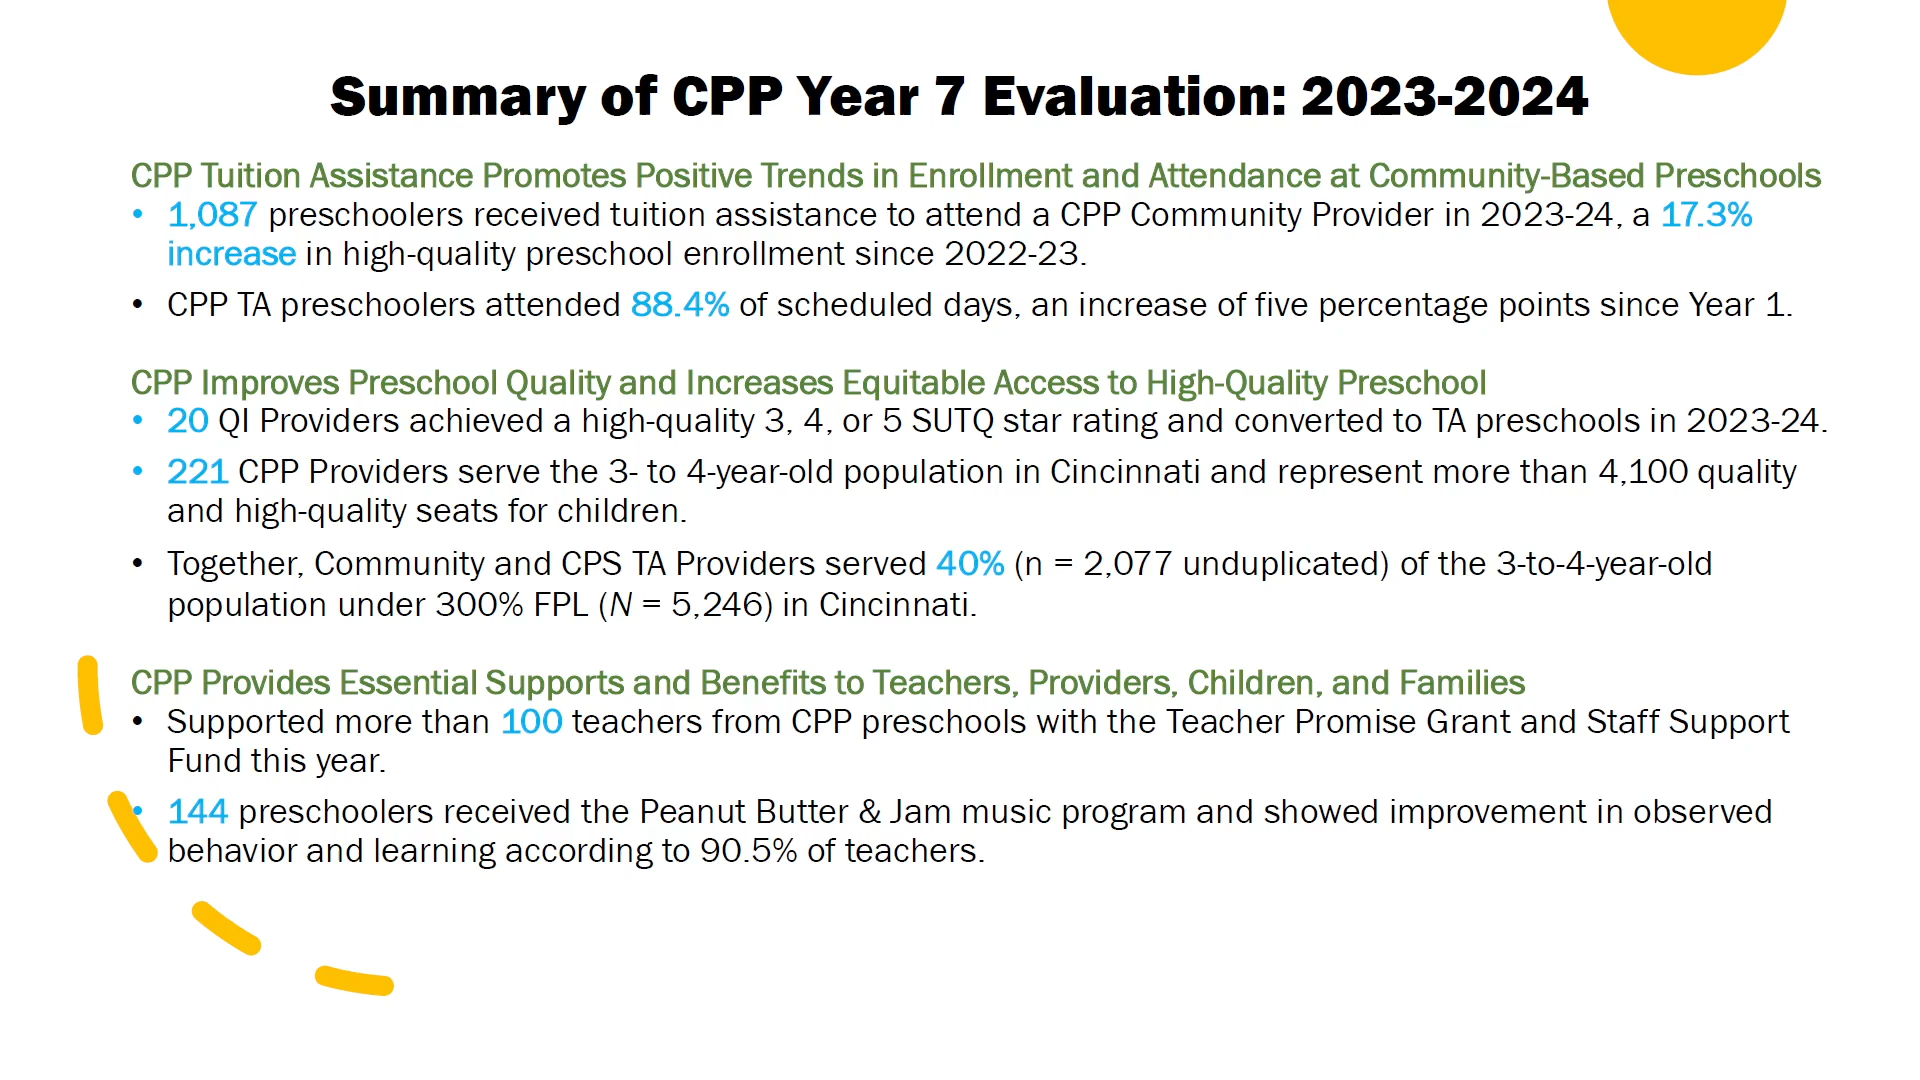 Summary of CPP Year 7 Evaluation: 2023-2024
CPP Tuition Assistance Promotes Positive Trends in Enrollment and Attendance at Community-Based Preschools
• 1,087 preschoolers received tuition assistance to attend a CPP Community Provider in 2023-24, a 17.3%
increase in high-quality preschool enrollment since 2022-23.
• CPP TA preschoolers attended 88.4% of scheduled days, an increase of five percentage points since Year 1.
CPP Improves Preschool Quality and Increases Equitable Access to High-Quality Preschool
• 20 QI Providers achieved a high-quality 3, 4, or 5 SUTQ star rating and converted to TA preschools in 2023-24.
• 221 CPP Providers serve the 3- to 4-year-old population in Cincinnati and represent more than 4,100 quality
and high-quality seats for children.
• Together, Community and CPS TA Providers served 40% (n = 2,077 unduplicated) of the 3-to-4-year-old
population under 300% FPL (N = 5,246) in Cincinnati.
CPP Provides Essential Supports and Benefits to Teachers, Providers, Children, and Families
• Supported more than 100 teachers from CPP preschools with the Teacher Promise Grant and Staff Support
Fund this year.
• 144 preschoolers received the Peanut Butter & Jam music program and showed improvement in observed
behavior and learning according to 90.5% of teachers.